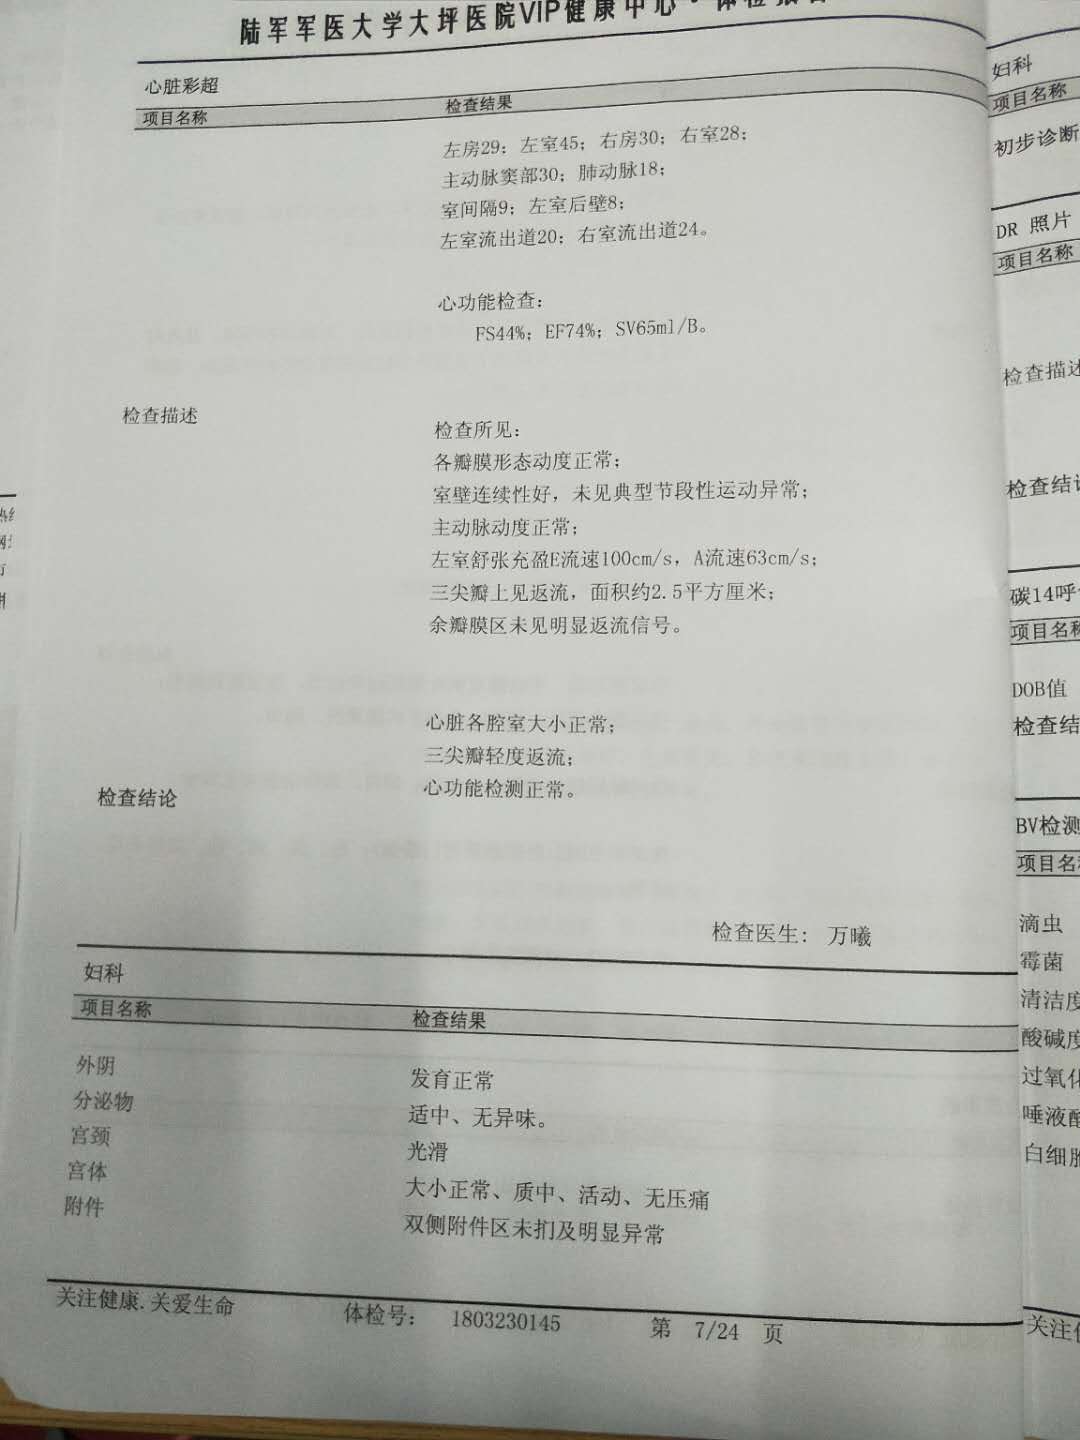 陆军军医大学大坪医院VIP健康中心·体检报告
心脏彩超
项目名称 检查结果
左房29；左室45；右房30；右室28；
主动脉窦部30；肺动脉18；
室间隔9；左室后壁8；
左室流出道20；右室流出道24。
心功能检查：
FS44%；EF74%；SV65ml/B。
检查描述
检查所见：
各瓣膜形态动度正常；
室壁连续性好，未见典型节段性运动异常；
主动脉动度正常；
左室舒张充盈E流速100cm/s，A流速63cm/s；
三尖瓣上见返流，面积约2.5平方厘米；
余瓣膜区未见明显返流信号。
心脏各腔室大小正常；
三尖瓣轻度返流；
检查结论 心功能检测正常。
检查医生： 万曦
妇科
项目名称 检查结果
外阴 发育正常
分泌物 适中、无异味。
宫颈 光滑
宫体 大小正常、质中、活动、无压痛
附件 双侧附件区未扪及明显异常
关注健康.关爱生命 体检号： 1803230145 第 7/24 页
妇科
项目名称
初步诊断
DR 照片
项目名称
检查描述
检查结论
碳14呼
项目名称
DOB值
检查结
BV检测
项目名
滴虫
霉菌
清洁度
酸碱度
过氧化
唾液酸
白细胞
关注